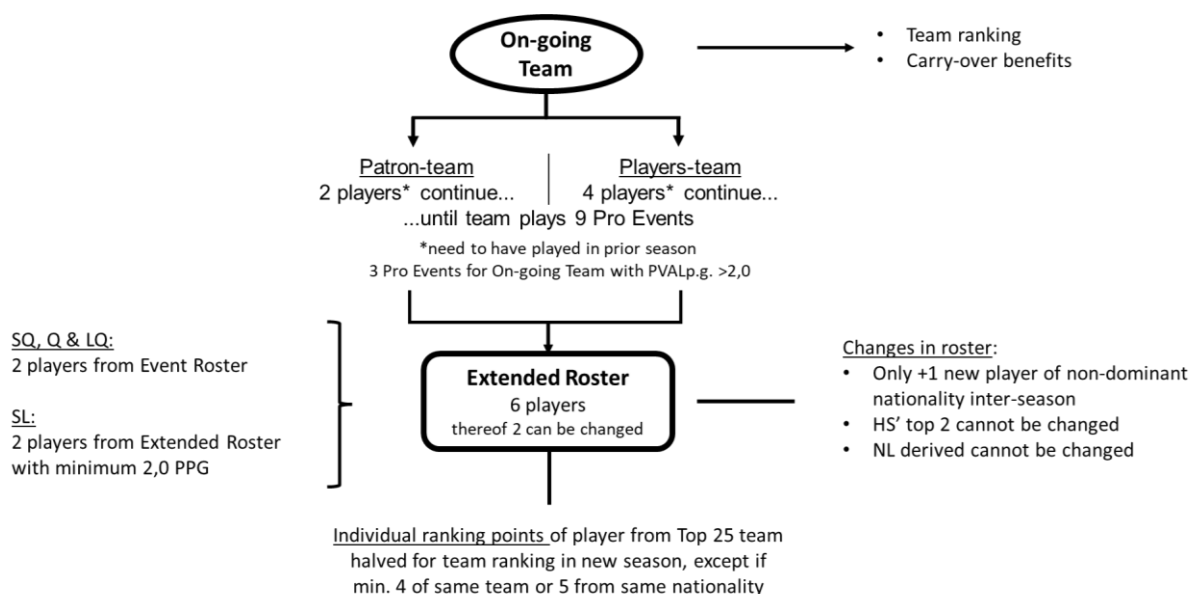 On-going
Team
• Team ranking
• Carry-over benefits
Patron-team
2 players* continue...
Players-team
4 players* continue...
...until team plays 9 Pro Events
*need to have played in prior season
3 Pro Events for On-going Team with PVALp.g. >2,0
SQ, Q & LQ:
2 players from Event Roster
SL:
2 players from Extended Roster
with minimum 2,0 PPG
Extended Roster
6 players
thereof 2 can be changed
Changes in roster:
• Only +1 new player of non-dominant
nationality inter-season
• HS' top 2 cannot be changed
• NL derived cannot be changed
Individual ranking points of player from Top 25 team
halved for team ranking in new season, except if
min. 4 of same team or 5 from same nationality